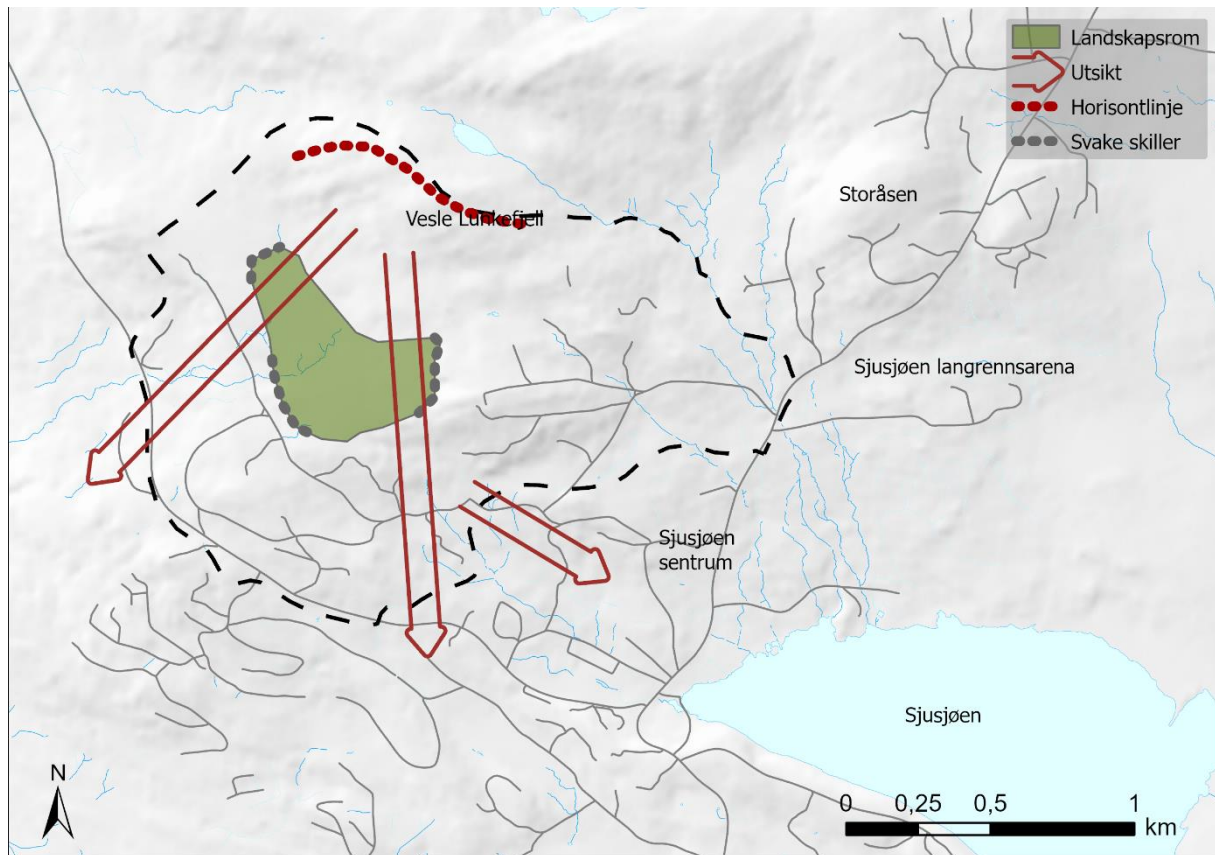 Landskapsrom
Utsikt
Horisontlinje
Svake skiller
Storåsen
Vesle Lunkefjell
Sjusjøen langrennsarena
Sjusjøen
sentrum
Sjusjøen
N
0 0,25 0,5 1
km